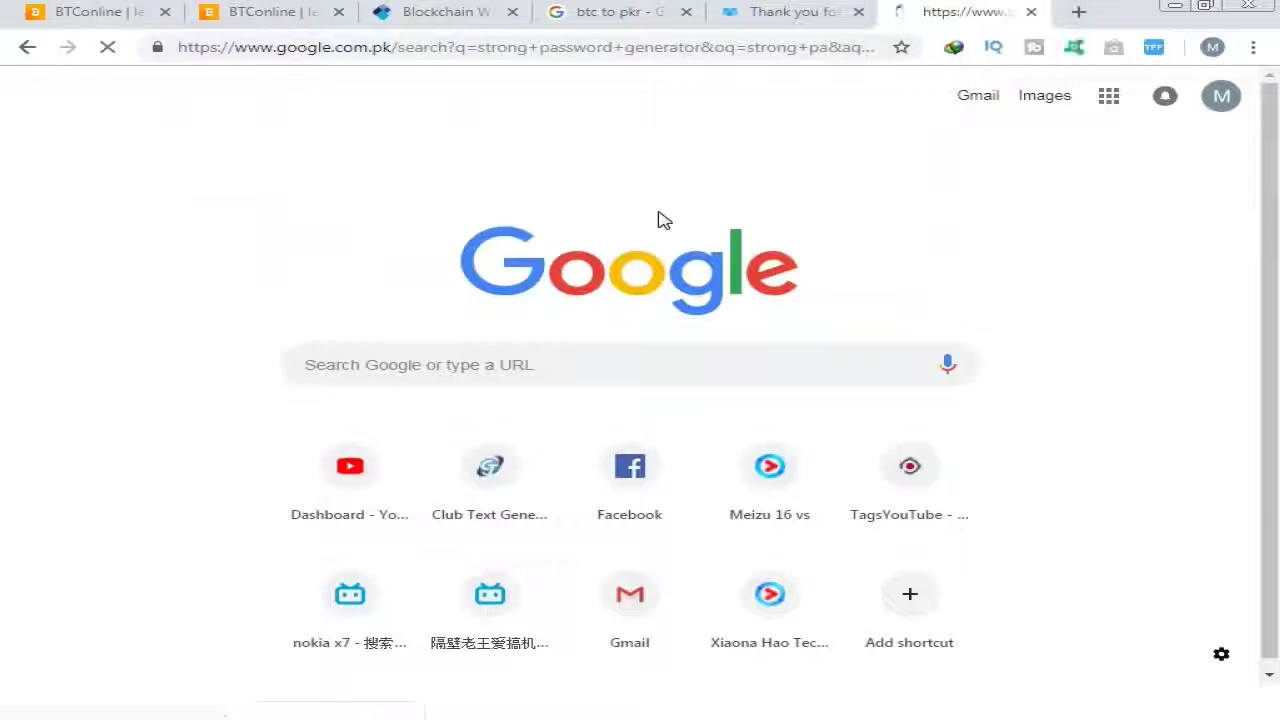 BTConline | le
BTConline | le
Blockchain W
btc to pkr - G
Thank you fo
https://www.
https://www.google.com.pk/search?q=strong+password+generator&oq=strong+pa&aq...
IQ
TFF
M
Gmail
Images
M
Google
Search Google or type a URL
Dashboard - Yo...
Club Text Gene...
Facebook
Meizu 16 vs
TagsYouTube - ...
nokia x7 - 搜索...
隔壁老王爱搞机...
Gmail
Xiaona Hao Tec...
Add shortcut